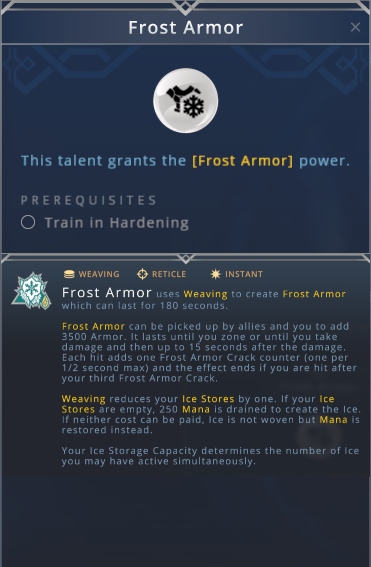 Frost Armor
This talent grants the [Frost Armor] power.
PREREQUISITES
Train in Hardening
WEAVING RETICLE INSTANT
Frost Armor uses Weaving to create Frost Armor
which can last for 180 seconds.
Frost Armor can be picked up by allies and you to add
3500 Armor. It lasts until you zone or until you take
damage and then up to 15 seconds after the damage.
Each hit adds one Frost Armor Crack counter (one per
1/2 second max) and the effect ends if you are hit after
your third Frost Armor Crack.
Weaving reduces your Ice Stores by one. If your Ice
Stores are empty, 250 Mana is drained to create the Ice.
If neither cost can be paid, Ice is not woven but Mana is
restored instead.
Your Ice Storage Capacity determines the number of Ice
you may have active simultaneously.